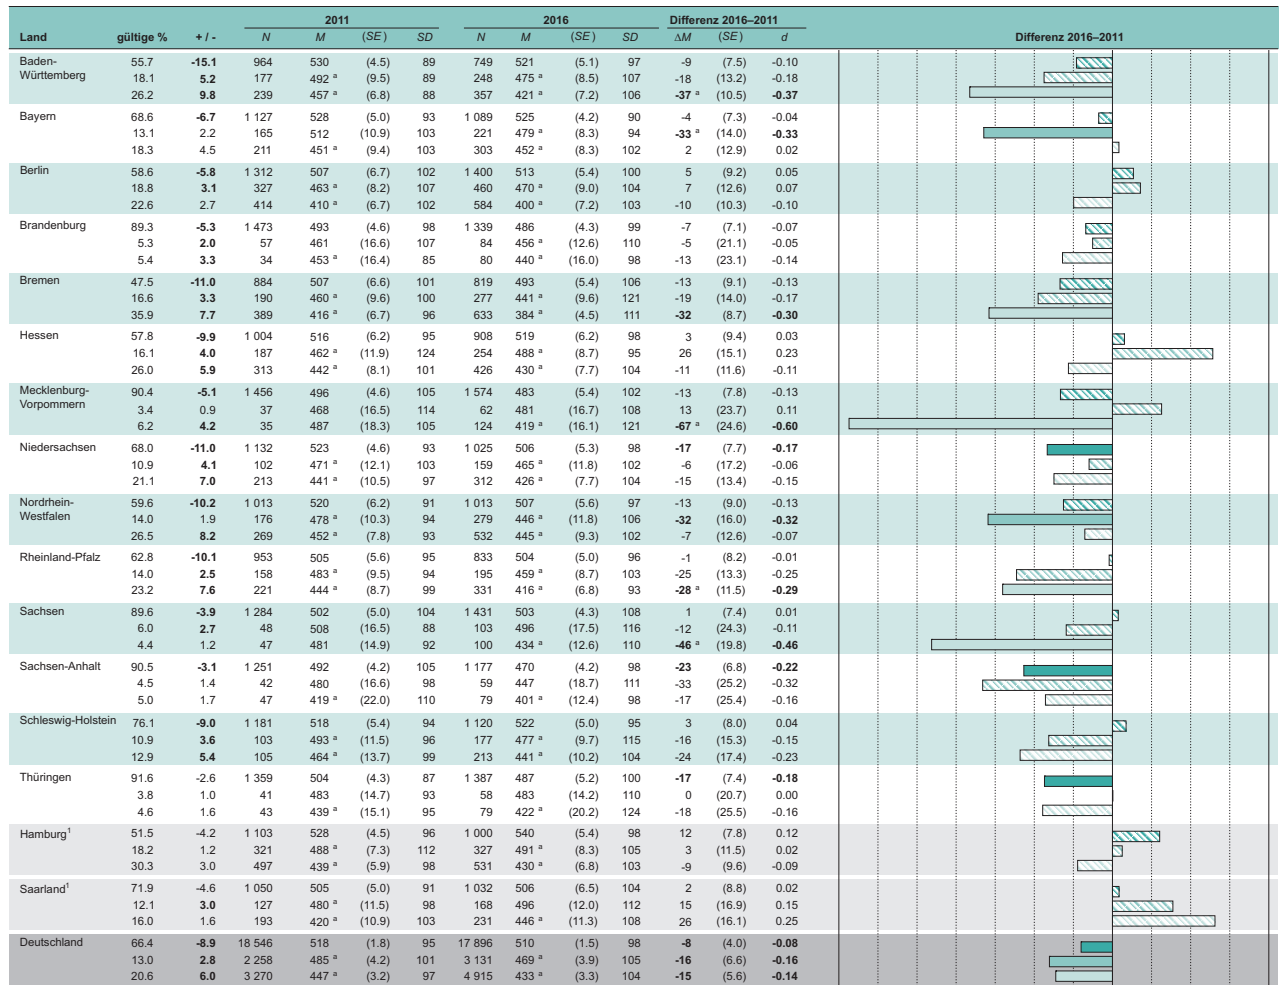 2011 2016 Differenz 2016–2011
Land gültige % + / - N M (SE) SD N M (SE) SD ΔM (SE) d Differenz 2016–2011
Baden- 55.7 -15.1 964 530 (4.5) 89 749 521 (5.1) 97 -9 (7.5) -0.10
Württemberg 18.1 5.2 177 492 a (9.5) 89 248 475 a (8.5) 107 -18 (13.2) -0.18
26.2 9.8 239 457 a (6.8) 88 357 421 a (7.2) 106 -37 a (10.5) -0.37
Bayern 68.6 -6.7 1 127 528 (5.0) 93 1 089 525 (4.2) 90 -4 (7.3) -0.04
13.1 2.2 165 512 (10.9) 103 221 479 a (8.3) 94 -33 a (14.0) -0.33
18.3 4.5 211 451 a (9.4) 103 303 452 a (8.3) 102 2 (12.9) 0.02
Berlin 58.6 -5.8 1 312 507 (6.7) 102 1 400 513 (5.4) 100 5 (9.2) 0.05
18.8 3.1 327 463 a (8.2) 107 460 470 a (9.0) 104 7 (12.6) 0.07
22.6 2.7 414 410 a (6.7) 102 584 400 a (7.2) 103 -10 (10.3) -0.10
Brandenburg 89.3 -5.3 1 473 493 (4.6) 98 1 339 486 (4.3) 99 -7 (7.1) -0.07
5.3 2.0 57 461 (16.6) 107 84 456 a (12.6) 110 -5 (21.1) -0.05
5.4 3.3 34 453 a (16.4) 85 80 440 a (16.0) 98 -13 (23.1) -0.14
Bremen 47.5 -11.0 884 507 (6.6) 101 819 493 (5.4) 106 -13 (9.1) -0.13
16.6 3.3 190 460 a (9.6) 100 277 441 a (9.6) 121 -19 (14.0) -0.17
35.9 7.7 389 416 a (6.7) 96 633 384 a (4.5) 111 -32 (8.7) -0.30
Hessen 57.8 -9.9 1 004 516 (6.2) 95 908 519 (6.2) 98 3 (9.4) 0.03
16.1 4.0 187 462 a (11.9) 124 254 488 a (8.7) 95 26 (15.1) 0.23
26.0 5.9 313 442 a (8.1) 101 426 430 a (7.7) 104 -11 (11.6) -0.11
Mecklenburg- 90.4 -5.1 1 456 496 (4.6) 105 1 574 483 (5.4) 102 -13 (7.8) -0.13
Vorpommern 3.4 0.9 37 468 (16.5) 114 62 481 (16.7) 108 13 (23.7) 0.11
6.2 4.2 35 487 (18.3) 105 124 419 a (16.1) 121 -67 a (24.6) -0.60
Niedersachsen 68.0 -11.0 1 132 523 (4.6) 93 1 025 506 (5.3) 98 -17 (7.7) -0.17
10.9 4.1 102 471 a (12.1) 103 159 465 a (11.8) 102 -6 (17.2) -0.06
21.1 7.0 213 441 a (10.5) 97 312 426 a (7.7) 104 -15 (13.4) -0.15
Nordrhein- 59.6 -10.2 1 013 520 (6.2) 91 1 013 507 (5.6) 97 -13 (9.0) -0.13
Westfalen 14.0 1.9 176 478 a (10.3) 94 279 446 a (11.8) 106 -32 (16.0) -0.32
26.5 8.2 269 452 a (7.8) 93 532 445 a (9.3) 102 -7 (12.6) -0.07
Rheinland-Pfalz 62.8 -10.1 953 505 (5.6) 95 833 504 (5.0) 96 -1 (8.2) -0.01
14.0 2.5 158 483 a (9.5) 94 195 459 a (8.7) 103 -25 (13.3) -0.25
23.2 7.6 221 444 a (8.7) 99 331 416 a (6.8) 93 -28 a (11.5) -0.29
Sachsen 89.6 -3.9 1 284 502 (5.0) 104 1 431 503 (4.3) 108 1 (7.4) 0.01
6.0 2.7 48 508 (16.5) 88 103 496 (17.5) 116 -12 (24.3) -0.11
4.4 1.2 47 481 (14.9) 92 100 434 a (12.6) 110 -46 a (19.8) -0.46
Sachsen-Anhalt 90.5 -3.1 1 251 492 (4.2) 105 1 177 470 (4.2) 98 -23 (6.8) -0.22
4.5 1.4 42 480 (16.6) 98 59 447 (18.7) 111 -33 (25.2) -0.32
5.0 1.7 47 419 a (22.0) 110 79 401 a (12.4) 98 -17 (25.4) -0.16
Schleswig-Holstein 76.1 -9.0 1 181 518 (5.4) 94 1 120 522 (5.0) 95 3 (8.0) 0.04
10.9 3.6 103 493 a (11.5) 96 177 477 a (9.7) 115 -16 (15.3) -0.15
12.9 5.4 105 464 a (13.7) 99 213 441 a (10.2) 104 -24 (17.4) -0.23
Thüringen 91.6 -2.6 1 359 504 (4.3) 87 1 387 487 (5.2) 100 -17 (7.4) -0.18
3.8 1.0 41 483 (14.7) 93 58 483 (14.2) 110 0 (20.7) 0.00
4.6 1.6 43 439 a (15.1) 95 79 422 a (20.2) 124 -18 (25.5) -0.16
Hamburg1 51.5 -4.2 1 103 528 (4.5) 96 1 000 540 (5.4) 98 12 (7.8) 0.12
18.2 1.2 321 488 a (7.3) 112 327 491 a (8.3) 105 3 (11.5) 0.02
30.3 3.0 497 439 a (5.9) 98 531 430 a (6.8) 103 -9 (9.6) -0.09
Saarland1 71.9 -4.6 1 050 505 (5.0) 91 1 032 506 (6.5) 104 2 (8.8) 0.02
12.1 3.0 127 480 a (11.5) 98 168 496 (12.0) 112 15 (16.9) 0.15
16.0 1.6 193 420 a (10.9) 103 231 446 a (11.3) 108 26 (16.1) 0.25
Deutschland 66.4 -8.9 18 546 518 (1.8) 95 17 896 510 (1.5) 98 -8 (4.0) -0.08
13.0 2.8 2 258 485 a (4.2) 101 3 131 469 a (3.9) 105 -16 (6.6) -0.16
20.6 6.0 3 270 447 a (3.2) 97 4 915 433 a (3.3) 104 -15 (5.6) -0.14